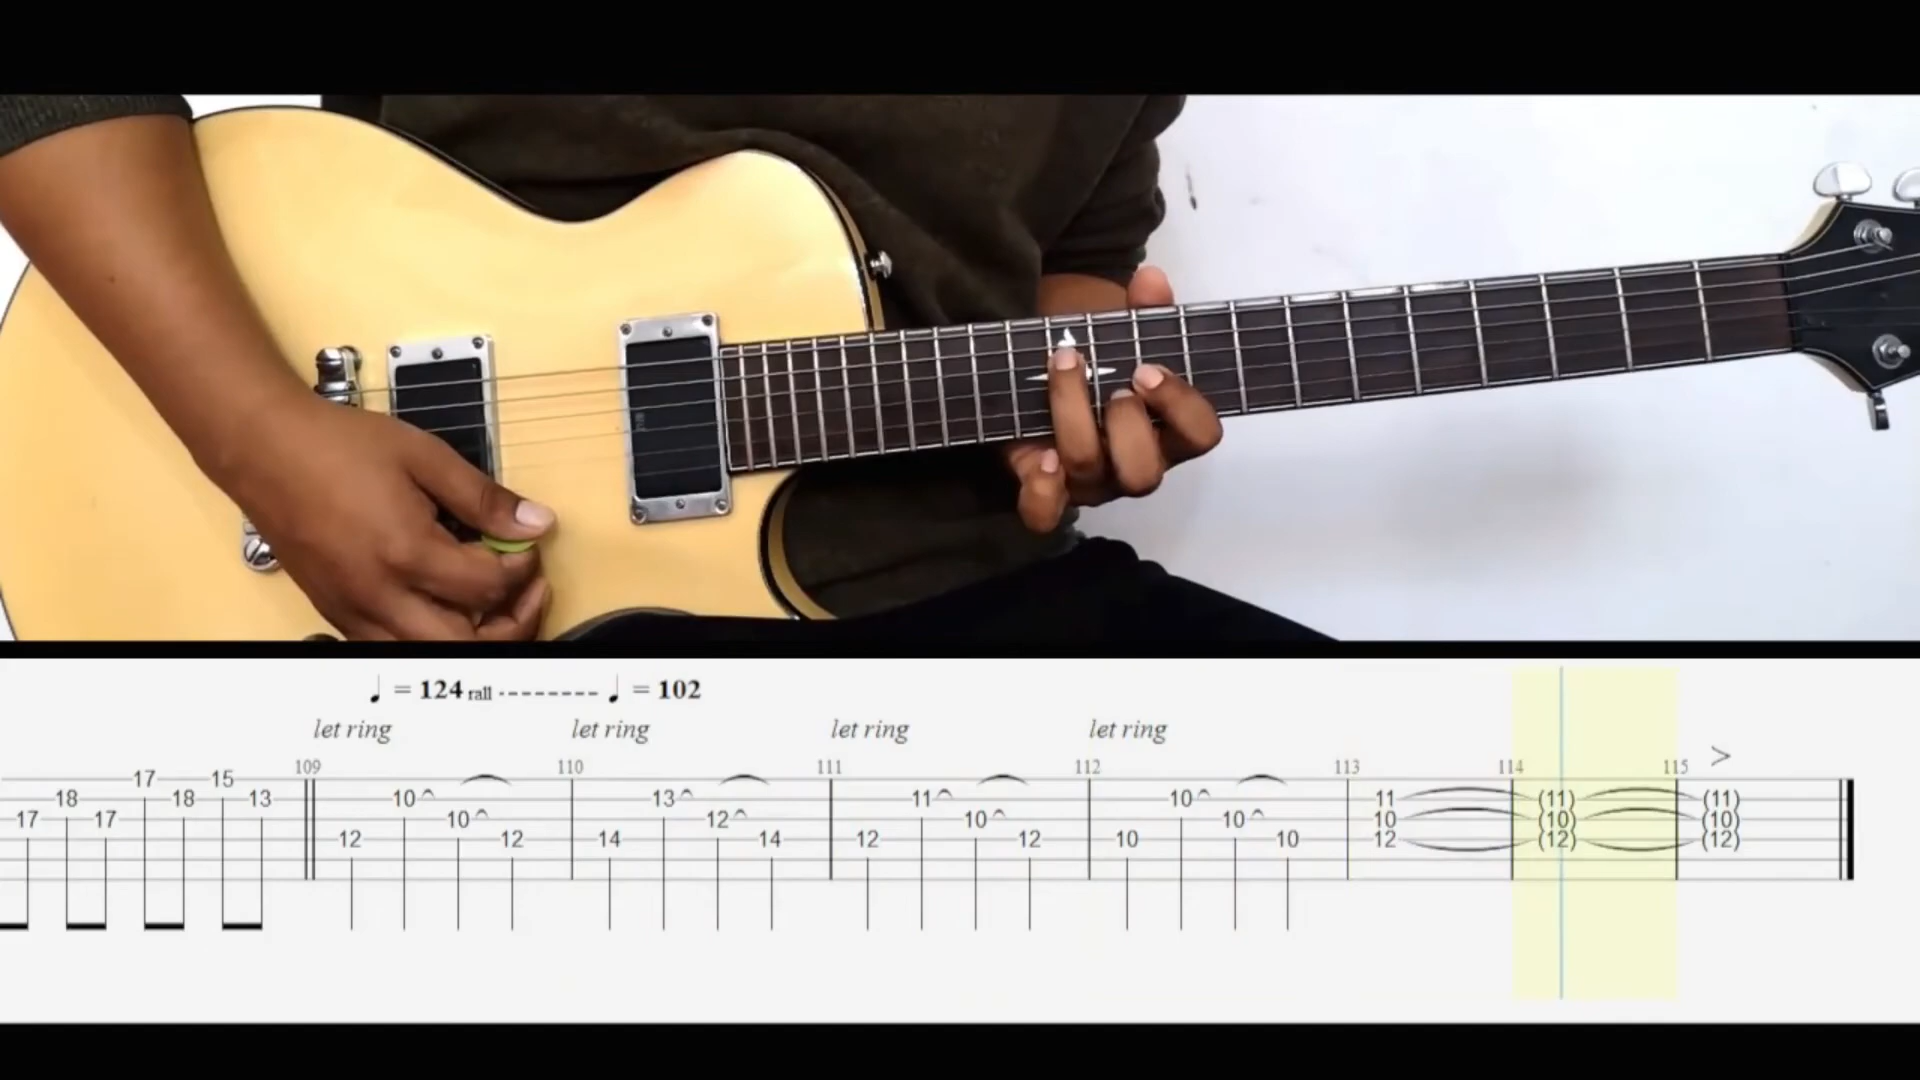 ♩ = 124 rall -------- ♩ = 102
let ring let ring let ring let ring
109 110 111 112 113 114 115 >
17 15
18 18 13 10 13 11 10 11 (11) (11)
17 17 10 12 10 10 10 (10) (10)
12 12 14 14 12 12 10 10 12 (12) (12)